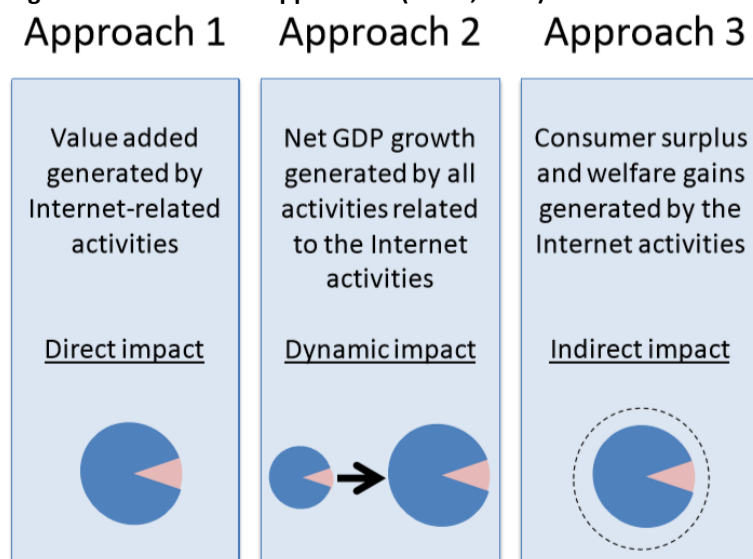 Approach 1
Approach 2
Approach 3
Value added
generated by
Internet-related
activities
Direct impact
Net GDP growth
generated by all
activities related
to the Internet
activities
Dynamic impact
Consumer surplus
and welfare gains
generated by the
Internet activities
Indirect impact